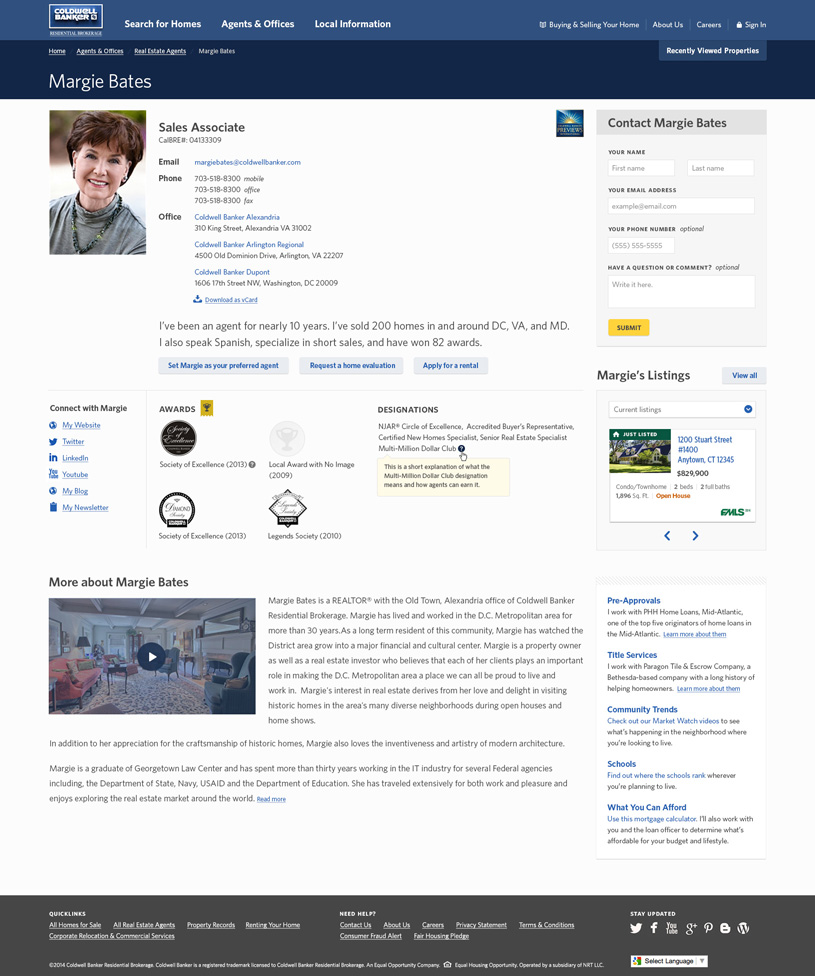 COLDWELL BANKER
RESIDENTIAL BROKERAGE
Search for Homes
Agents & Offices
Local Information
Buying & Selling Your Home
About Us
Careers
Sign In
Home
Agents & Offices
Real Estate Agents
Margie Bates
Recently Viewed Properties
Margie Bates
Sales Associate
CalBRE#: 04133309
Email margiebates@coldwellbanker.com
Phone 703-518-8300 mobile
703-518-8300 office
703-518-8300 fax
Office Coldwell Banker Alexandria
310 King Street, Alexandria VA 31002
Coldwell Banker Arlington Regional
4500 Old Dominion Drive, Arlington, VA 22207
Coldwell Banker Dupont
1606 17th Street NW, Washington, DC 20009
Download as vCard
PREVIEWS
I've been an agent for nearly 10 years. I've sold 200 homes in and around DC, VA, and MD.
I also speak Spanish, specialize in short sales, and have won 82 awards.
Set Margie as your preferred agent
Request a home evaluation
Apply for a rental
Contact Margie Bates
YOUR NAME
First name
Last name
YOUR EMAIL ADDRESS
example@email.com
YOUR PHONE NUMBER optional
(555) 555-5555
HAVE A QUESTION OR COMMENT? optional
Write it here.
SUBMIT
Connect with Margie
My Website
Twitter
LinkedIn
Youtube
My Blog
My Newsletter
AWARDS
Society of Excellence
Society of Excellence (2013) ?
Local Award with No Image
(2009)
Diamond Society
COLDWELL BANKER
Society of Excellence (2013)
Legends Society
COLDWELL BANKER
Legends Society (2010)
DESIGNATIONS
NJAR® Circle of Excellence, Accredited Buyer's Representative,
Certified New Homes Specialist, Senior Real Estate Specialist
Multi-Million Dollar Club ?
This is a short explanation of what the
Multi-Million Dollar Club designation
means and how agents can earn it.
Margie's Listings
View all
Current listings
JUST LISTED
1200 Stuart Street
#1400
Anytown, CT 12345
$829,900
Condo/Townhome | 2 beds | 2 full baths
1,896 Sq. Ft. | Open House
FMLS
More about Margie Bates
Margie Bates is a REALTOR® with the Old Town, Alexandria office of Coldwell Banker
Residential Brokerage. Margie has lived and worked in the D.C. Metropolitan area for
more than 30 years.As a long term resident of this community, Margie has watched the
District area grow into a major financial and cultural center. Margie is a property owner
as well as a real estate investor who believes that each of her clients plays an important
role in making the D.C. Metropolitan area a place we can all be proud to live and
work in. Margie's interest in real estate derives from her love and delight in visiting
historic homes in the area's many diverse neighborhoods during open houses and
home shows.
In addition to her appreciation for the craftsmanship of historic homes, Margie also loves the inventiveness and artistry of modern architecture.
Margie is a graduate of Georgetown Law Center and has spent more than thirty years working in the IT industry for several Federal agencies
including, the Department of State, Navy, USAID and the Department of Education. She has traveled extensively for both work and pleasure and
enjoys exploring the real estate market around the world. Read more
Pre-Approvals
I work with PHH Home Loans, Mid-Atlantic,
one of the top five originators of home loans in
the Mid-Atlantic. Learn more about them
Title Services
I work with Paragon Tile & Escrow Company, a
Bethesda-based company with a long history of
helping homeowners. Learn more about them
Community Trends
Check out our Market Watch videos to see
what's happening in the neighborhood where
you're looking to live.
Schools
Find out where the schools rank wherever
you're planning to live.
What You Can Afford
Use this mortgage calculator. I'll also work with
you and the loan officer to determine what's
affordable for your budget and lifestyle.
QUICKLINKS
All Homes for Sale
All Real Estate Agents
Property Records
Renting Your Home
Corporate Relocation & Commercial Services
NEED HELP?
Contact Us
About Us
Careers
Privacy Statement
Terms & Conditions
Consumer Fraud Alert
Fair Housing Pledge
STAY UPDATED
You Tube
©2014 Coldwell Banker Residential Brokerage. Coldwell Banker is a registered trademark licensed to Coldwell Banker Residential Brokerage. An Equal Opportunity Company. Equal Housing Opportunity. Operated by a subsidiary of NRT LLC.
Select Language